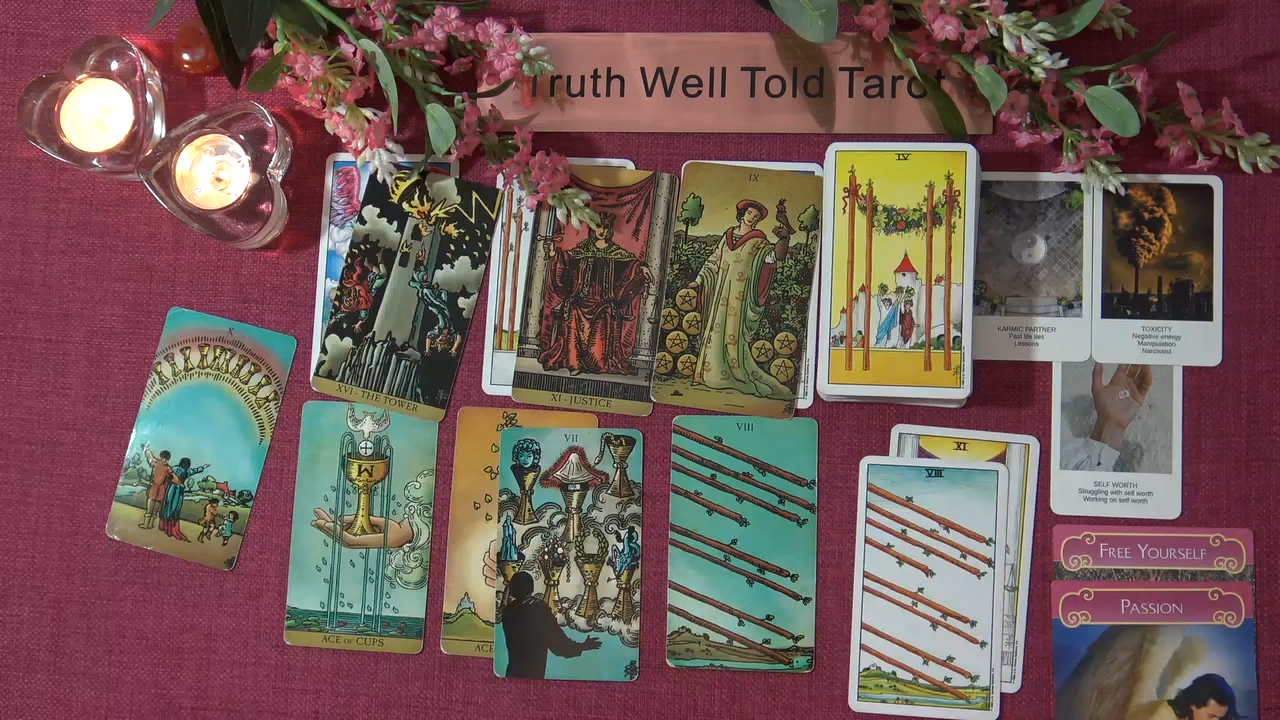 Truth Well Told Tarot
IX
IV
KARMIC PARTNER
Past life ties
Lessons
TOXICITY
Negative energy
Manipulation
Narcissist
X
XVI - THE TOWER
XI - JUSTICE
VIII
VII
XI
VIII
ACE OF CUPS
ACE
SELF WORTH
Struggling with self worth
Working on self worth
FREE YOURSELF
PASSION